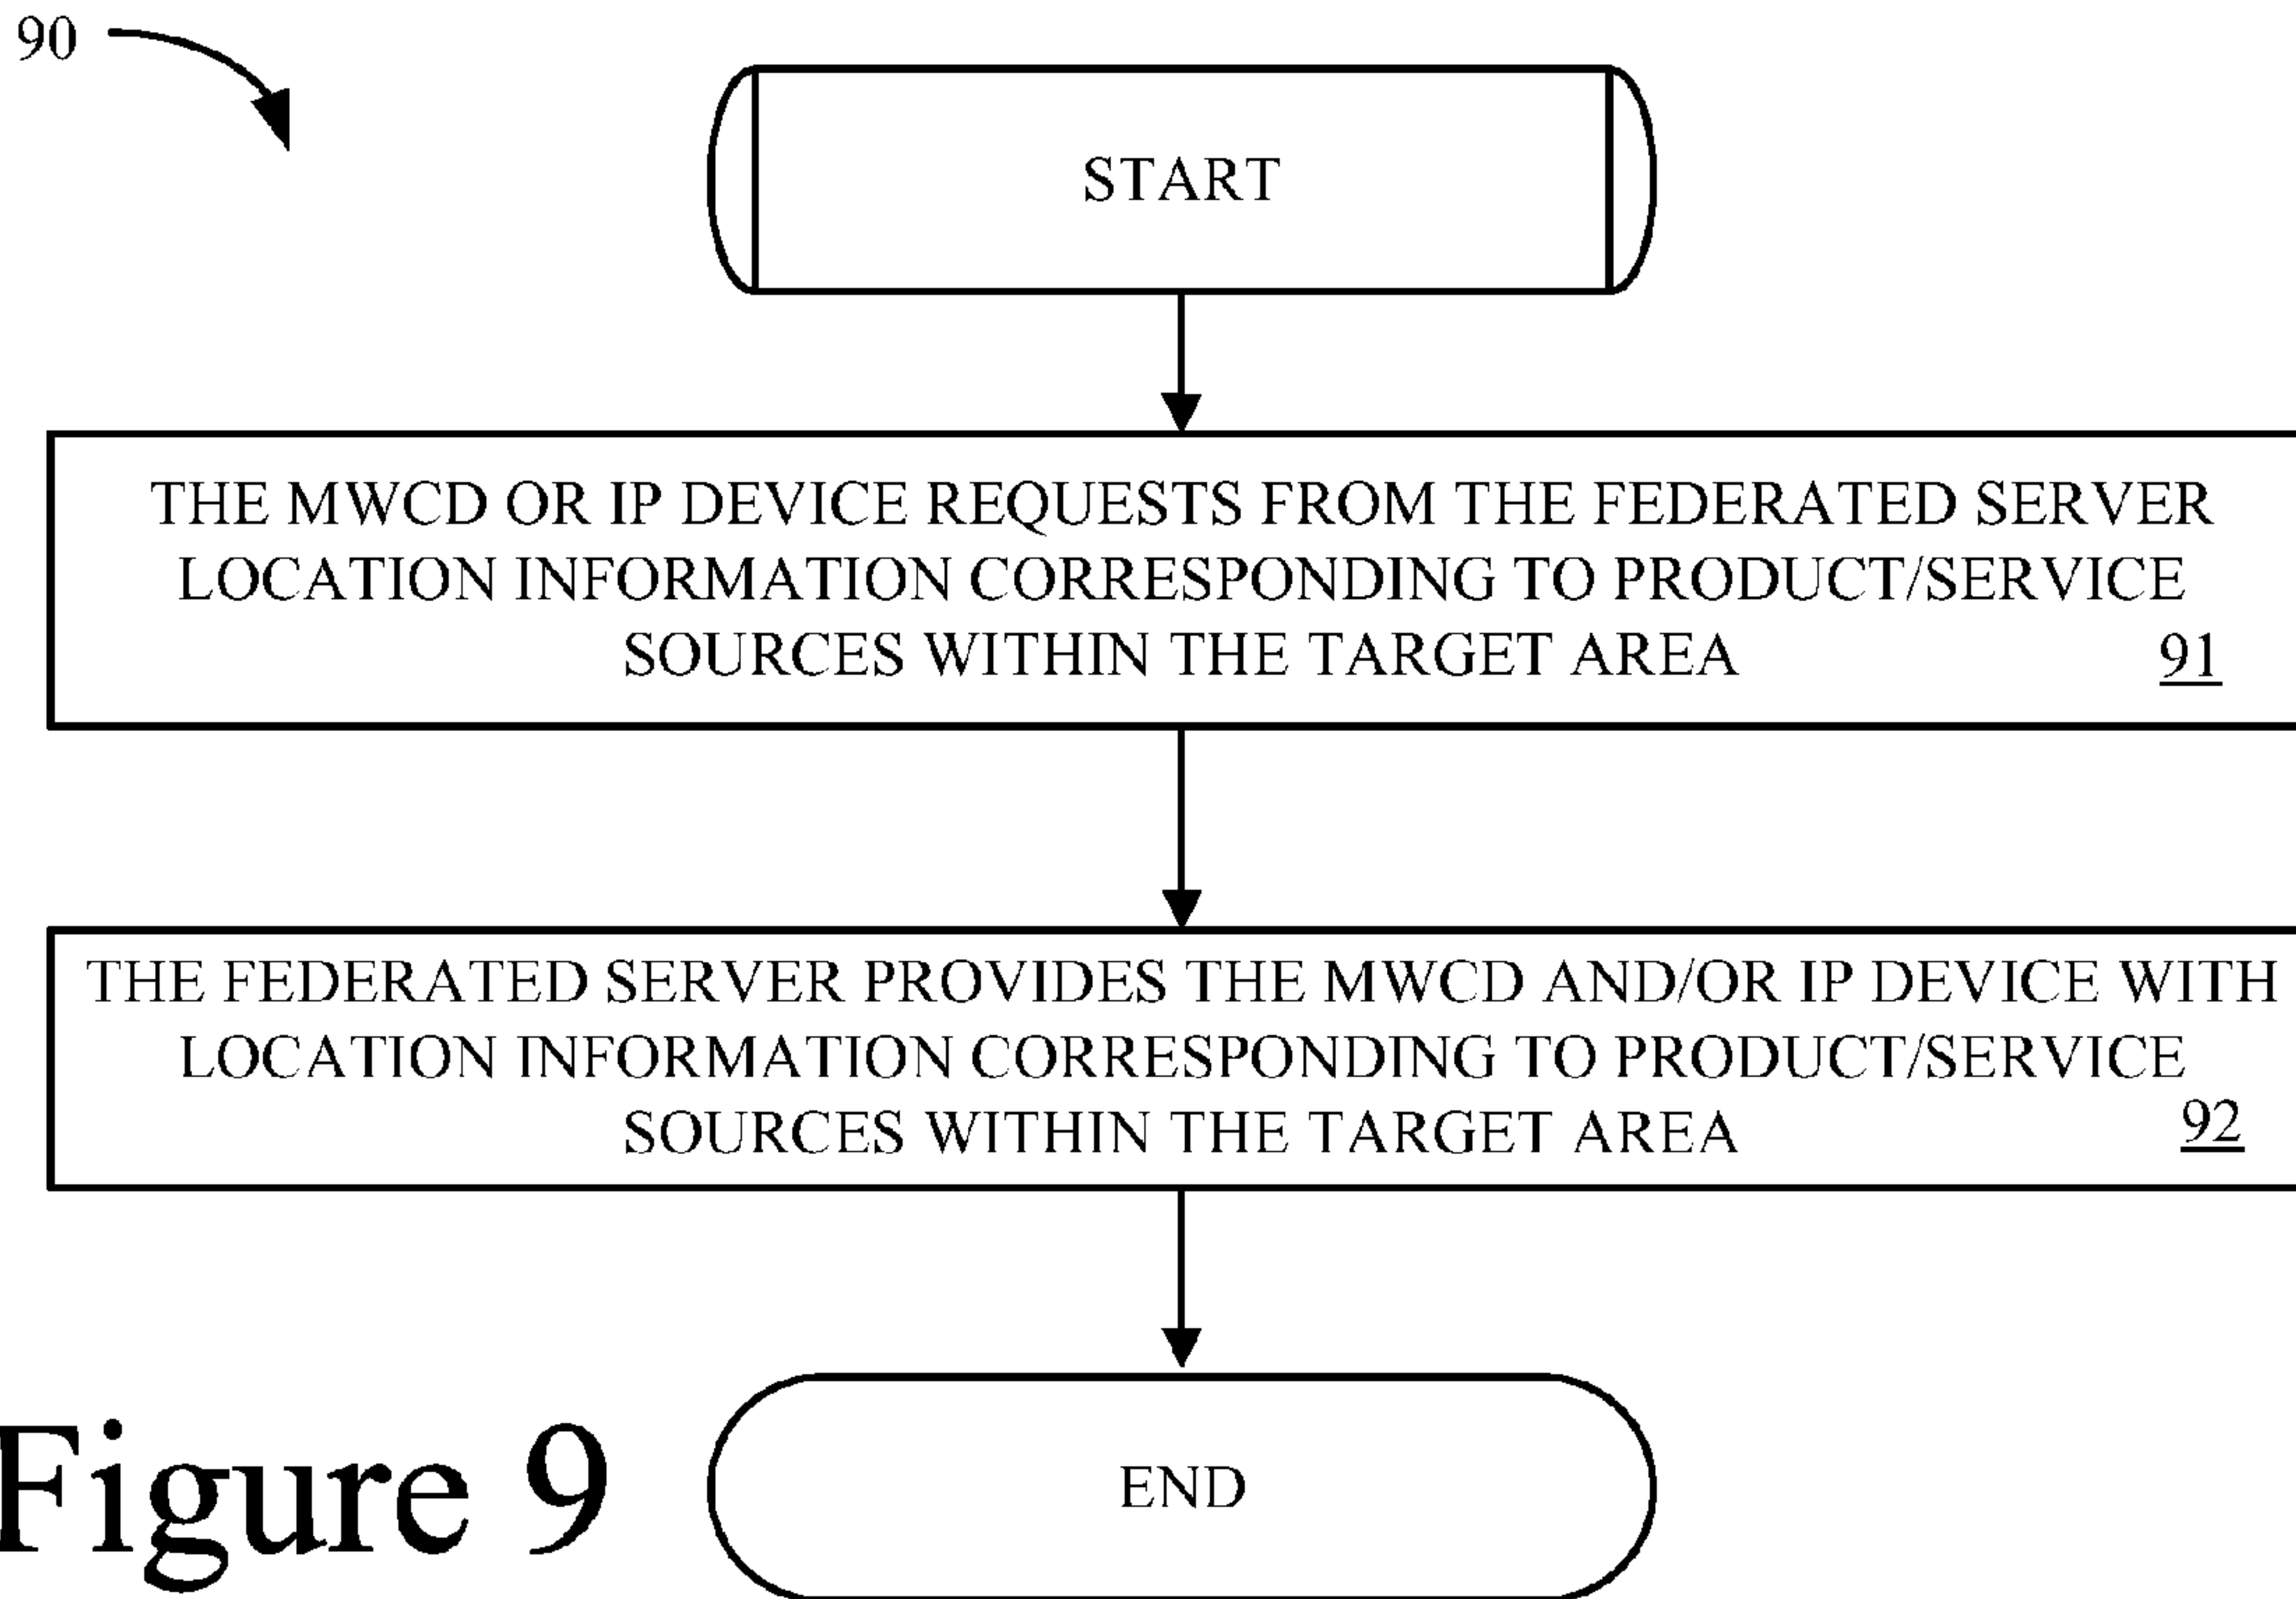 90
START
THE MWCD OR IP DEVICE REQUESTS FROM THE FEDERATED SERVER
LOCATION INFORMATION CORRESPONDING TO PRODUCT/SERVICE
SOURCES WITHIN THE TARGET AREA 91
THE FEDERATED SERVER PROVIDES THE MWCD AND/OR IP DEVICE WITH
LOCATION INFORMATION CORRESPONDING TO PRODUCT/SERVICE
SOURCES WITHIN THE TARGET AREA 92
END
Figure 9